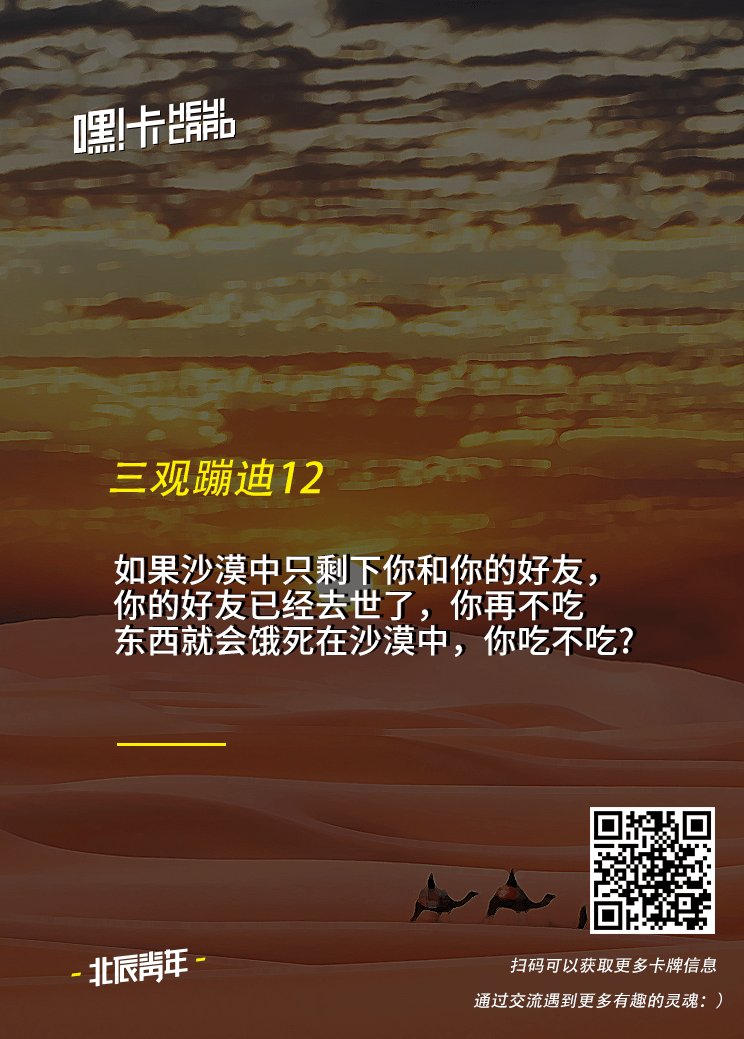 嘿!卡 HEY! CARD
三观蹦迪12
如果沙漠中只剩下你和你的好友，
你的好友已经去世了，你再不吃
东西就会饿死在沙漠中，你吃不吃?
- 北辰青年 -
扫码可以获取更多卡牌信息
通过交流遇到更多有趣的灵魂：）